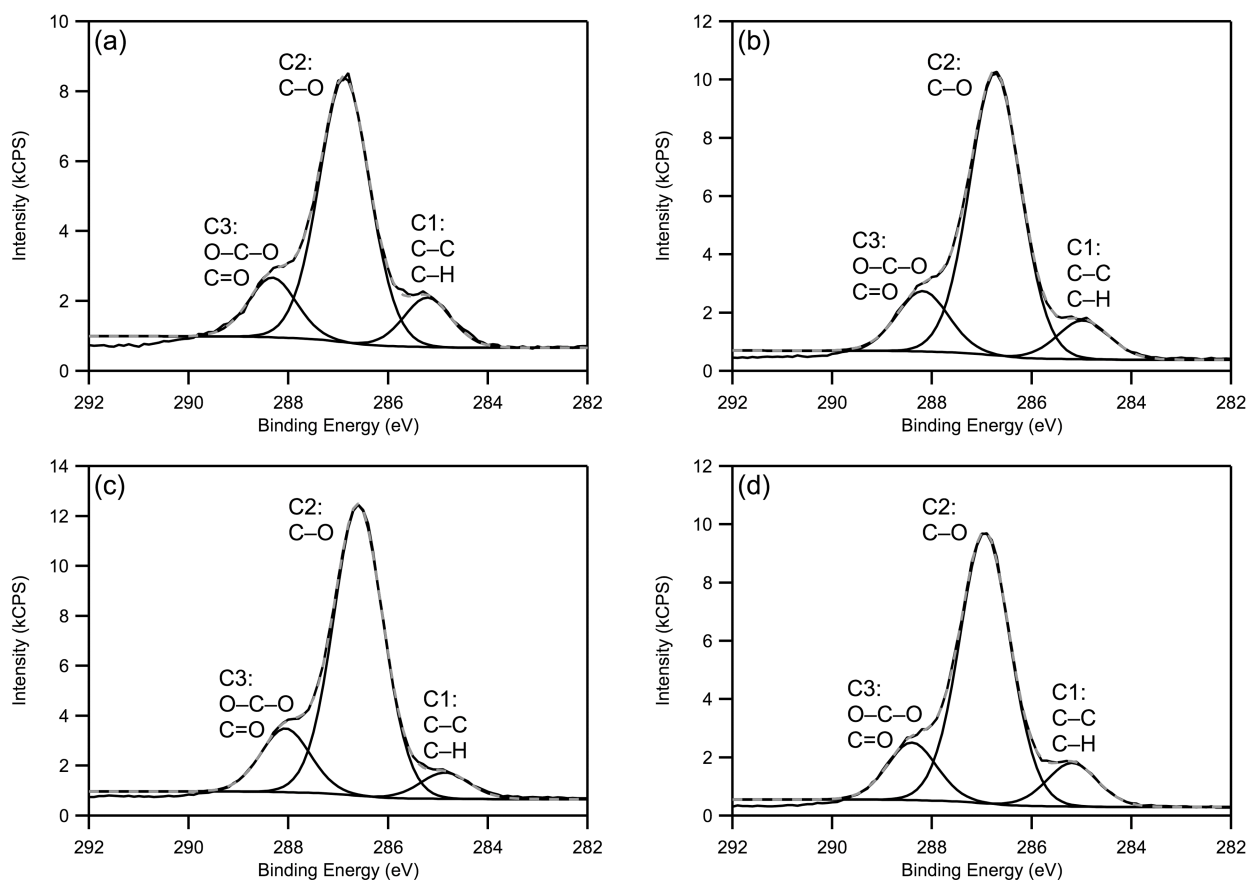 (a)
C2:
C–O
C3:
O–C–O
C=O
C1:
C–C
C–H
10
8
6
4
2
0
Intensity (kCPS)
292
290
288
286
284
282
Binding Energy (eV)
(b)
C2:
C–O
C3:
O–C–O
C=O
C1:
C–C
C–H
12
10
8
6
4
2
0
Intensity (kCPS)
292
290
288
286
284
282
Binding Energy (eV)
(c)
C2:
C–O
C3:
O–C–O
C=O
C1:
C–C
C–H
14
12
10
8
6
4
2
0
Intensity (kCPS)
292
290
288
286
284
282
Binding Energy (eV)
(d)
C2:
C–O
C3:
O–C–O
C=O
C1:
C–C
C–H
12
10
8
6
4
2
0
Intensity (kCPS)
292
290
288
286
284
282
Binding Energy (eV)